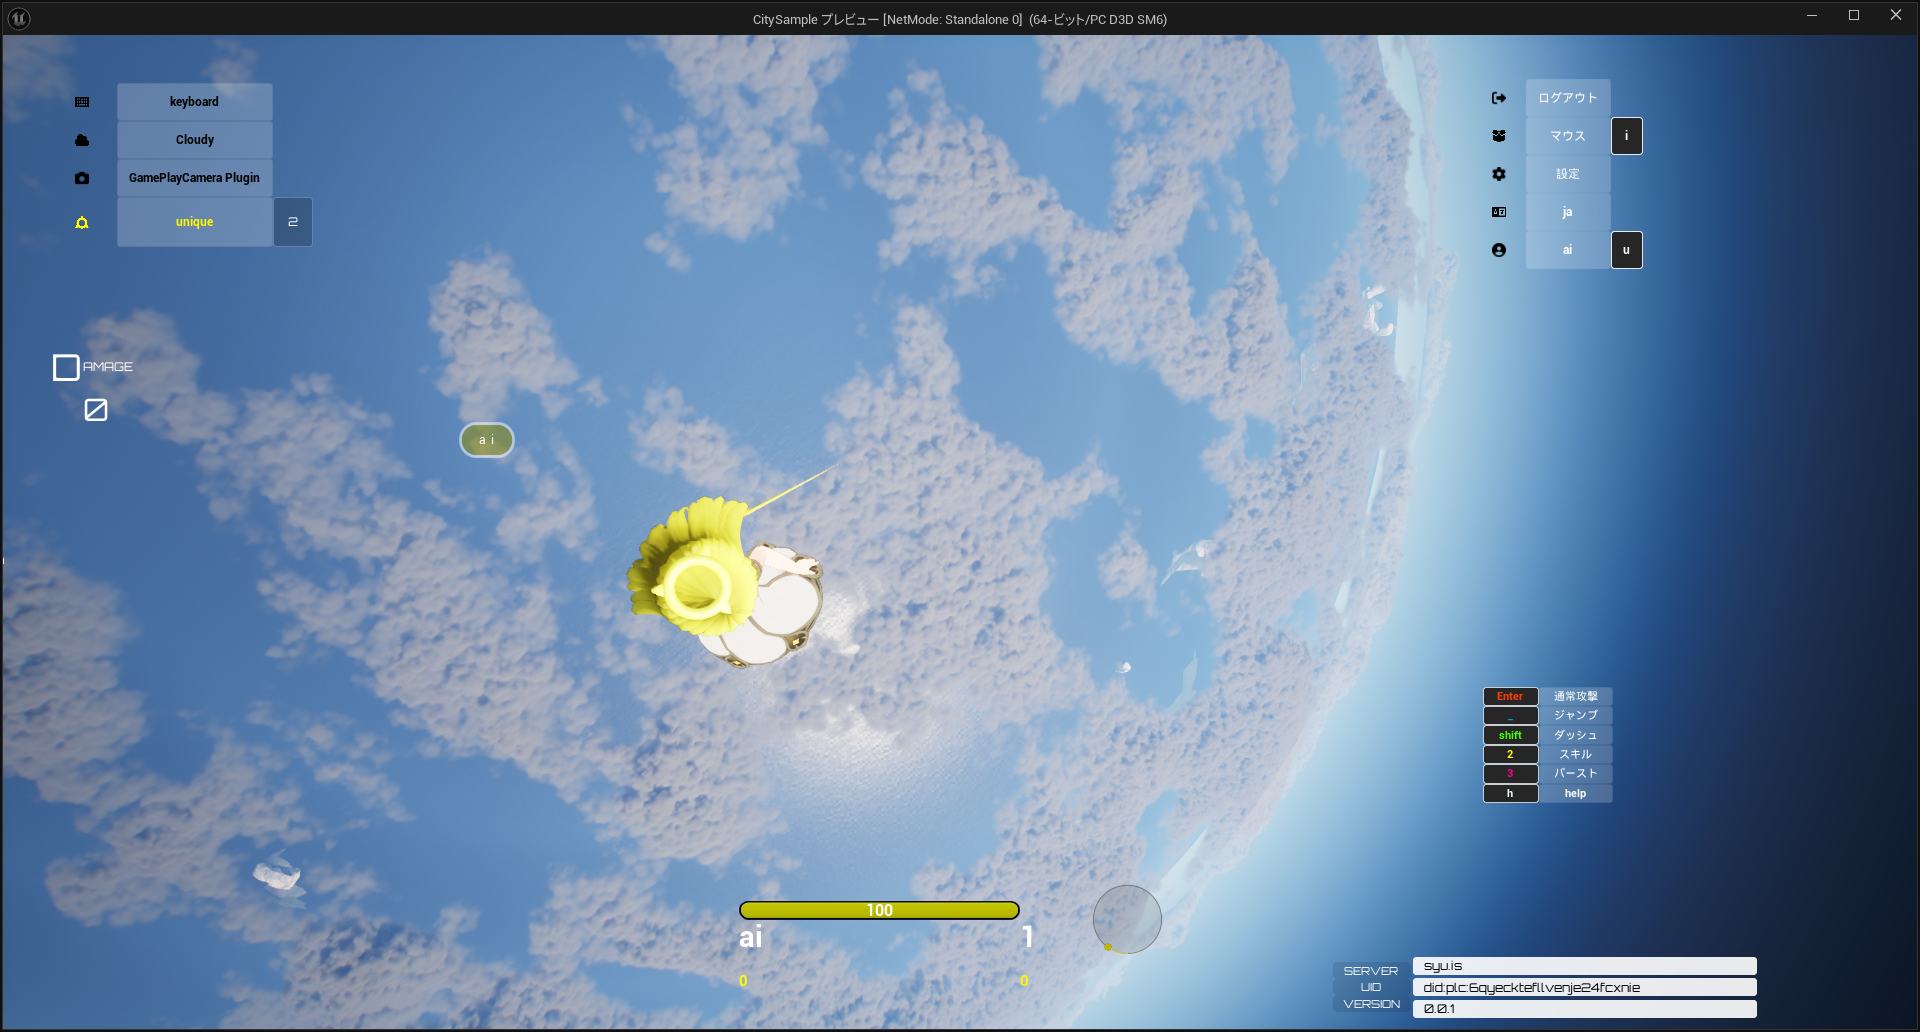 CitySample プレビュー [NetMode: Standalone 0] (64-ビット/PC D3D SM6)
keyboard
Cloudy
GamePlayCamera Plugin
unique 2
ログアウト
マウス i
設定
ja
ai u
AMAGE
a i
Enter 通常攻撃
_ ジャンプ
shift ダッシュ
2 スキル
3 バースト
h help
100
ai 1
0 0
SERVER syu.is
UID did:plc:6qyecktefllvenje24fcxnie
VERSION 0.0.1